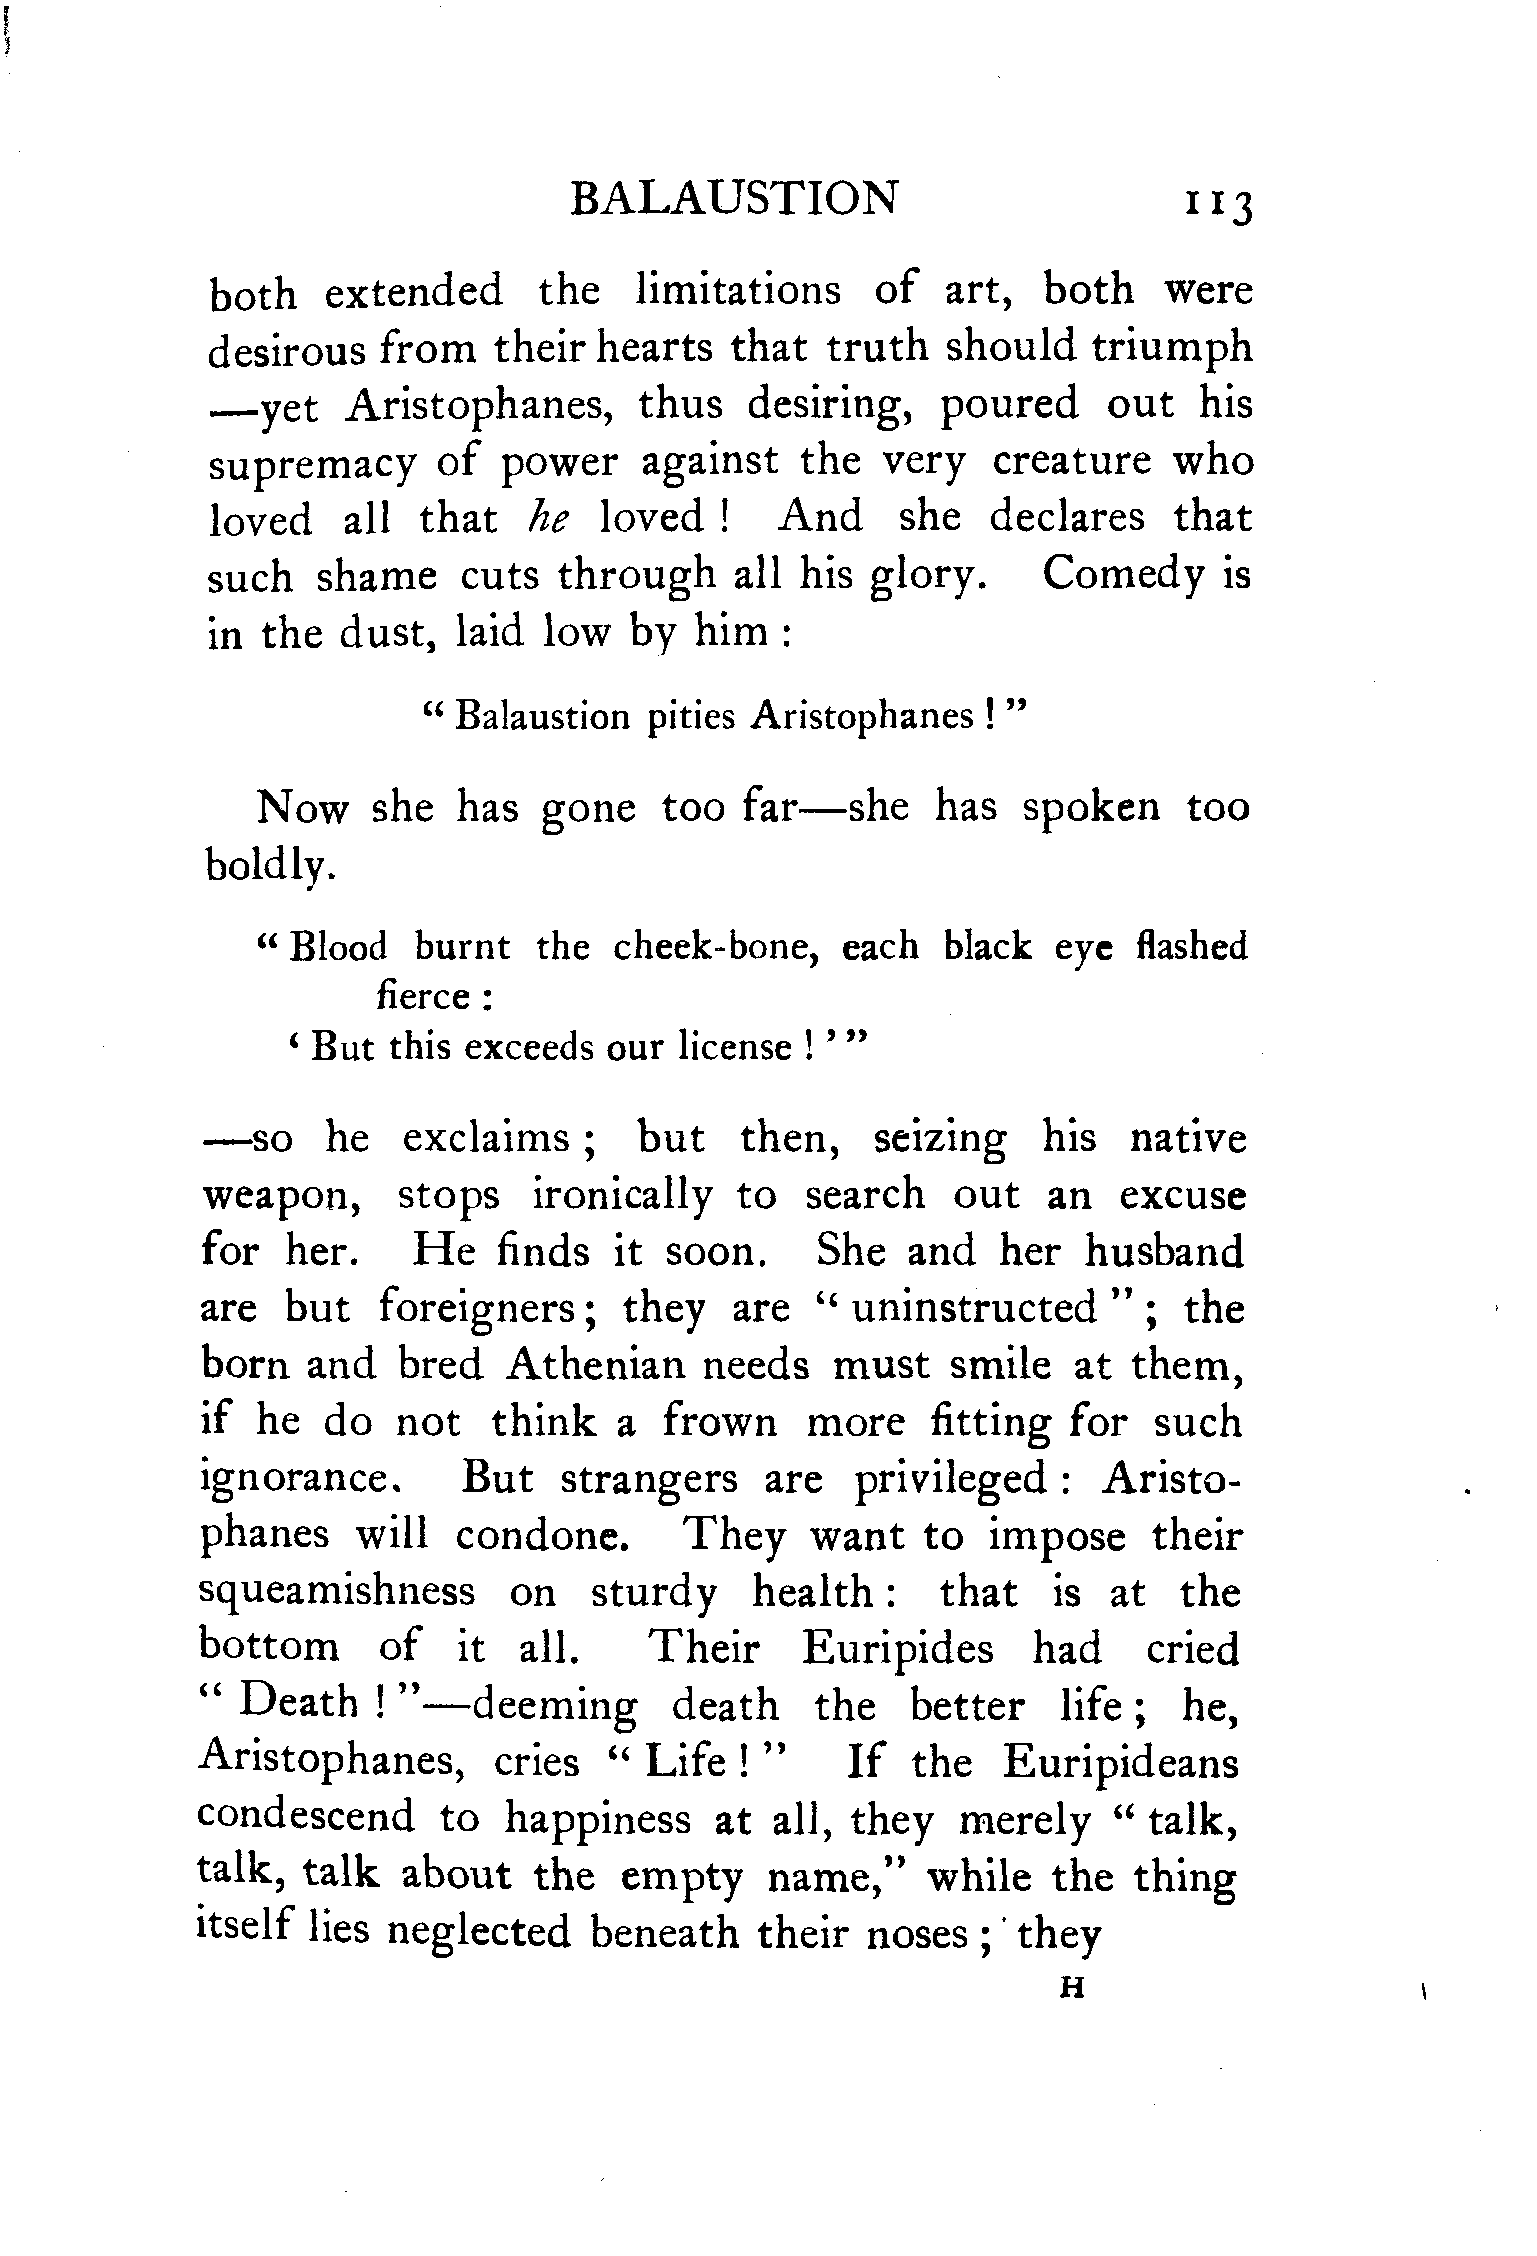 BALAUSTION 113
both extended the limitations of art, both were
desirous from their hearts that truth should triumph
—yet Aristophanes, thus desiring, poured out his
supremacy of power against the very creature who
loved all that he loved ! And she declares that
such shame cuts through all his glory. Comedy is
in the dust, laid low by him :
“ Balaustion pities Aristophanes ! ”
Now she has gone too far—she has spoken too
boldly.
“ Blood burnt the cheek-bone, each black eye flashed
fierce :
‘ But this exceeds our license ! ’ ”
—so he exclaims ; but then, seizing his native
weapon, stops ironically to search out an excuse
for her. He finds it soon. She and her husband
are but foreigners ; they are “ uninstructed ” ; the
born and bred Athenian needs must smile at them,
if he do not think a frown more fitting for such
ignorance. But strangers are privileged : Aristo-
phanes will condone. They want to impose their
squeamishness on sturdy health : that is at the
bottom of it all. Their Euripides had cried
“ Death ! ”—deeming death the better life ; he,
Aristophanes, cries “ Life ! ” If the Euripideans
condescend to happiness at all, they merely “ talk,
talk, talk about the empty name,” while the thing
itself lies neglected beneath their noses ; they
H